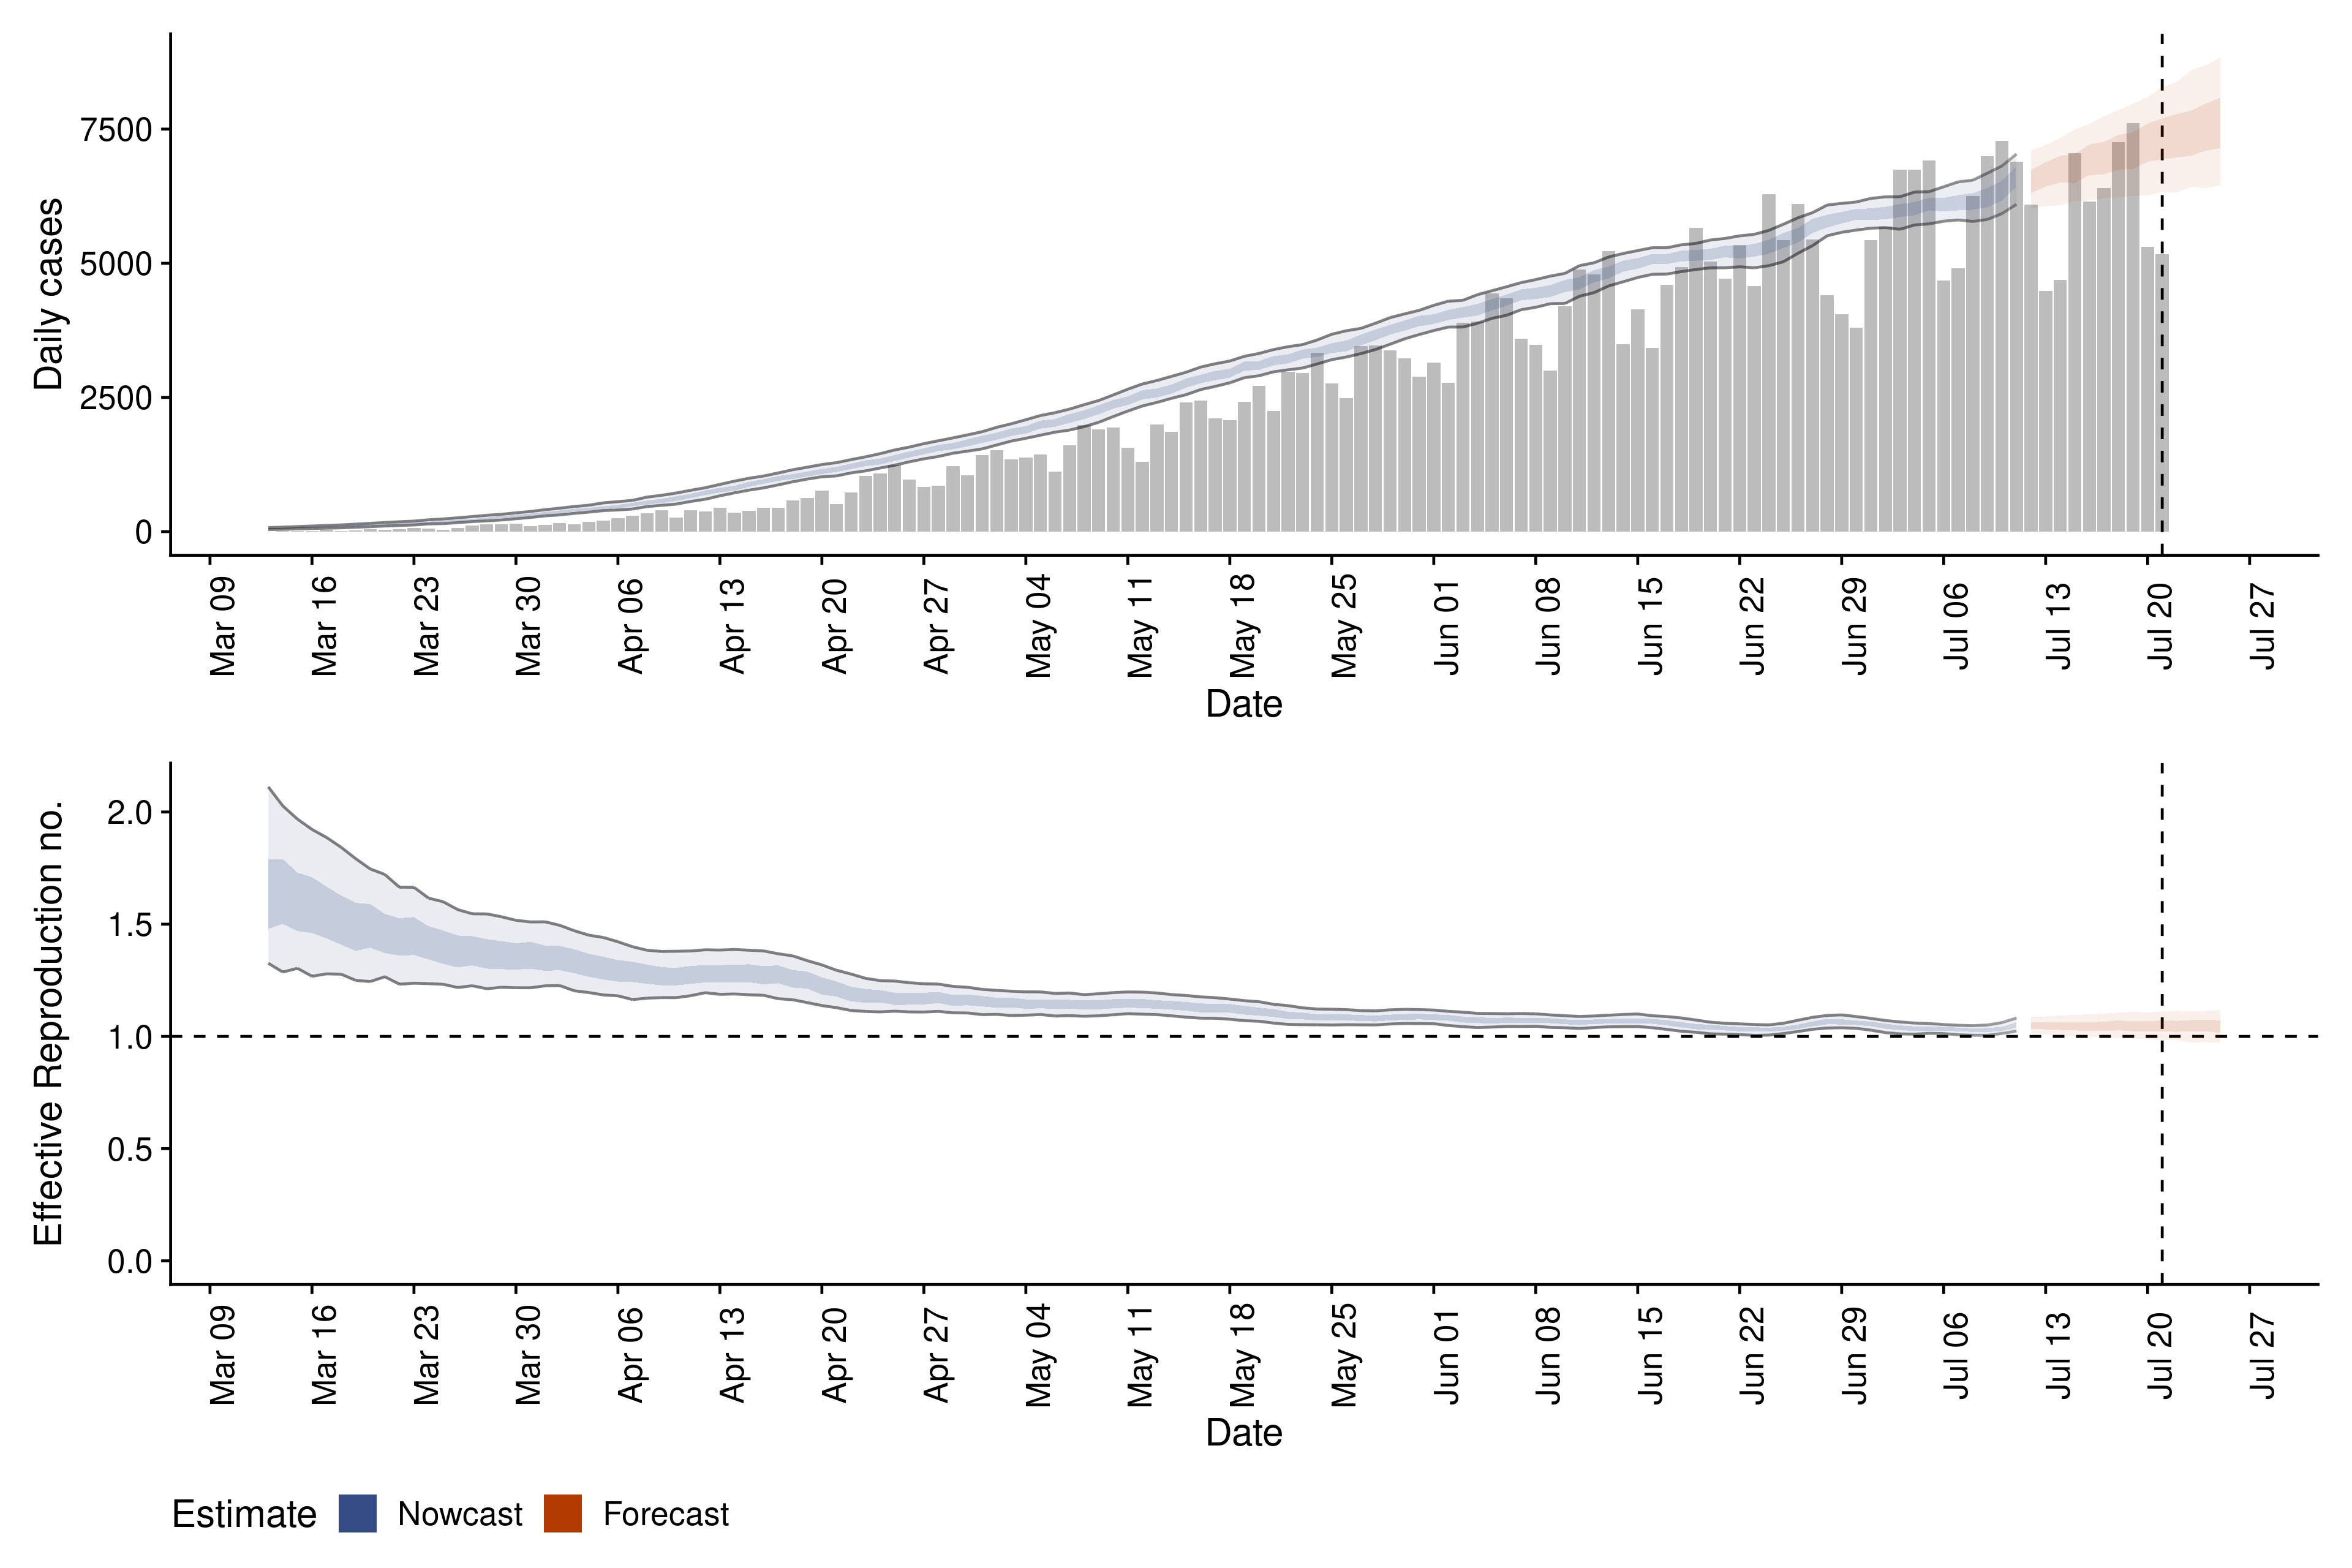 Daily cases
7500
5000
2500
0
Mar 09 Mar 16 Mar 23 Mar 30 Apr 06 Apr 13 Apr 20 Apr 27 May 04 May 11 May 18 May 25 Jun 01 Jun 08 Jun 15 Jun 22 Jun 29 Jul 06 Jul 13 Jul 20 Jul 27
Date
Effective Reproduction no.
2.0
1.5
1.0
0.5
0.0
Mar 09 Mar 16 Mar 23 Mar 30 Apr 06 Apr 13 Apr 20 Apr 27 May 04 May 11 May 18 May 25 Jun 01 Jun 08 Jun 15 Jun 22 Jun 29 Jul 06 Jul 13 Jul 20 Jul 27
Date
Estimate Nowcast Forecast